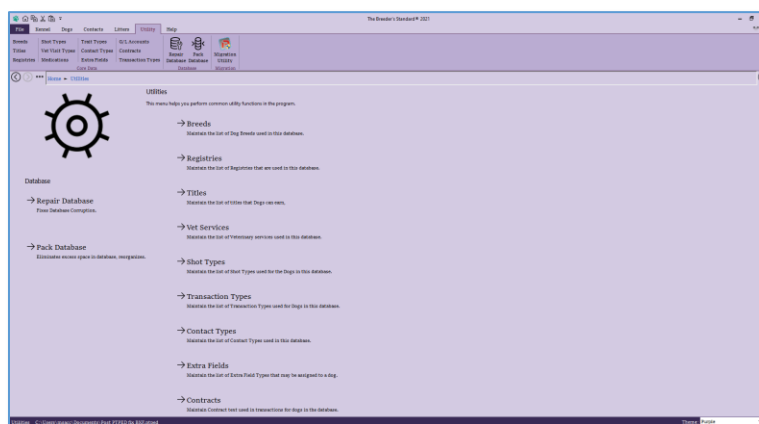 The Breeder's Standard® 2021
File Kennel Dogs Contacts Litters Utility Help
Breeds Shot Types Test Types G/L Accounts
Titles Vet Visit Types Contact Types Contracts
Registries Medications Extra Fields Transaction Types
Repair Database Pack Database Migration Utility
Core Data Database Migration
Home Utilities
Utilities
This menu helps you perform common utility functions in the program.
Breeds
Maintain the list of Dog Breeds used in this database.
Registries
Maintain the list of Registries that are used in this database.
Titles
Maintain the list of titles that Dogs can earn.
Vet Services
Maintain the list of Veterinary services used in this database.
Shot Types
Maintain the list of Shot Types used for the Dogs in this database.
Transaction Types
Maintain the list of Transaction Types used for Dogs in this database.
Contact Types
Maintain the list of Contact Types used in this database.
Extra Fields
Maintain the list of Extra Field Types that may be assigned to a dog.
Contracts
Maintain Contract text used in transactions for dogs in the database.
Database
Repair Database
Fixes Database Corruption.
Pack Database
Eliminates excess space in database, reorganizes.
Utilities
Theme Purple